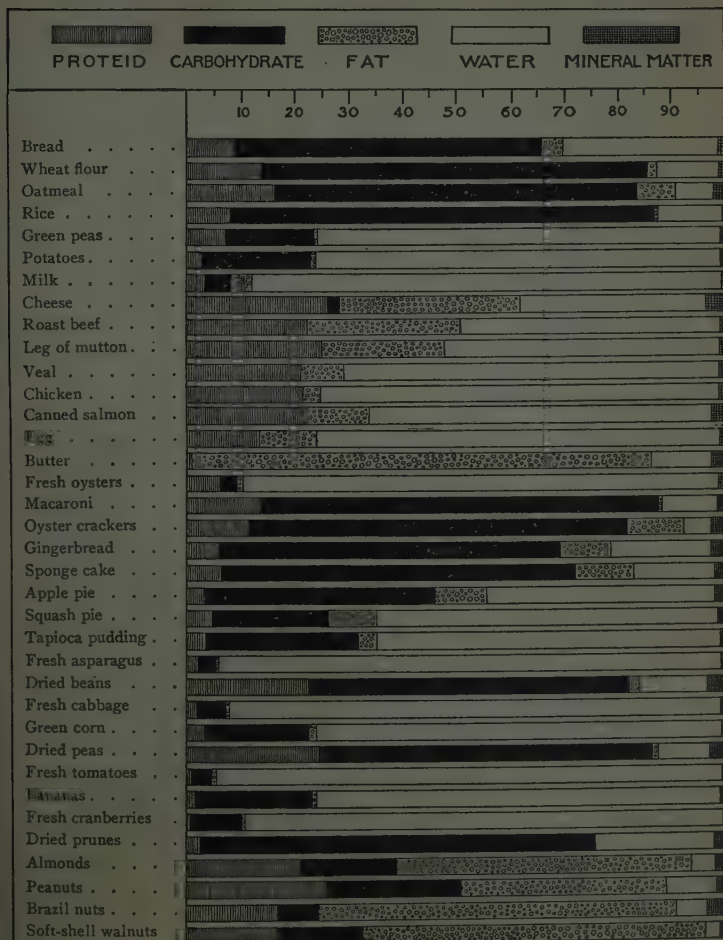 PROTEID CARBOHYDRATE FAT WATER MINERAL MATTER
10 20 30 40 50 60 70 80 90
Bread . . . . .
Wheat flour . . .
Oatmeal . . . .
Rice . . . . . .
Green peas . . . .
Potatoes . . . . .
Milk . . . . . .
Cheese . . . . .
Roast beef . . . .
Leg of mutton . . .
Veal . . . . . .
Chicken . . . . .
Canned salmon . .
Egg . . . . . .
Butter . . . . .
Fresh oysters . . .
Macaroni . . . .
Oyster crackers . .
Gingerbread . . .
Sponge cake . . .
Apple pie . . . .
Squash pie . . . .
Tapioca pudding . .
Fresh asparagus . .
Dried beans . . .
Fresh cabbage . .
Green corn . . . .
Dried peas . . . .
Fresh tomatoes . .
Bananas . . . . .
Fresh cranberries .
Dried prunes . . .
Almonds . . . .
Peanuts . . . . .
Brazil nuts . . . .
Soft-shell walnuts